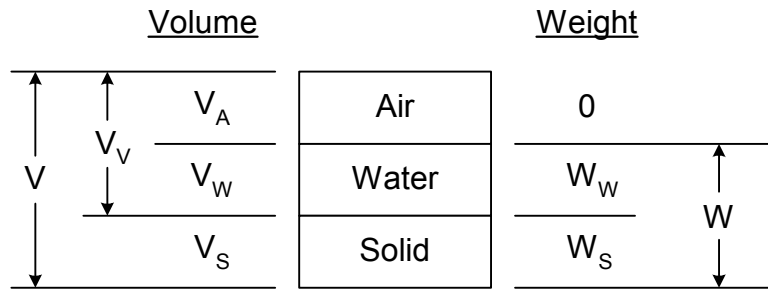 Volume Weight
V_A Air 0
V_V
V V_W Water W_W
W
V_S Solid W_S